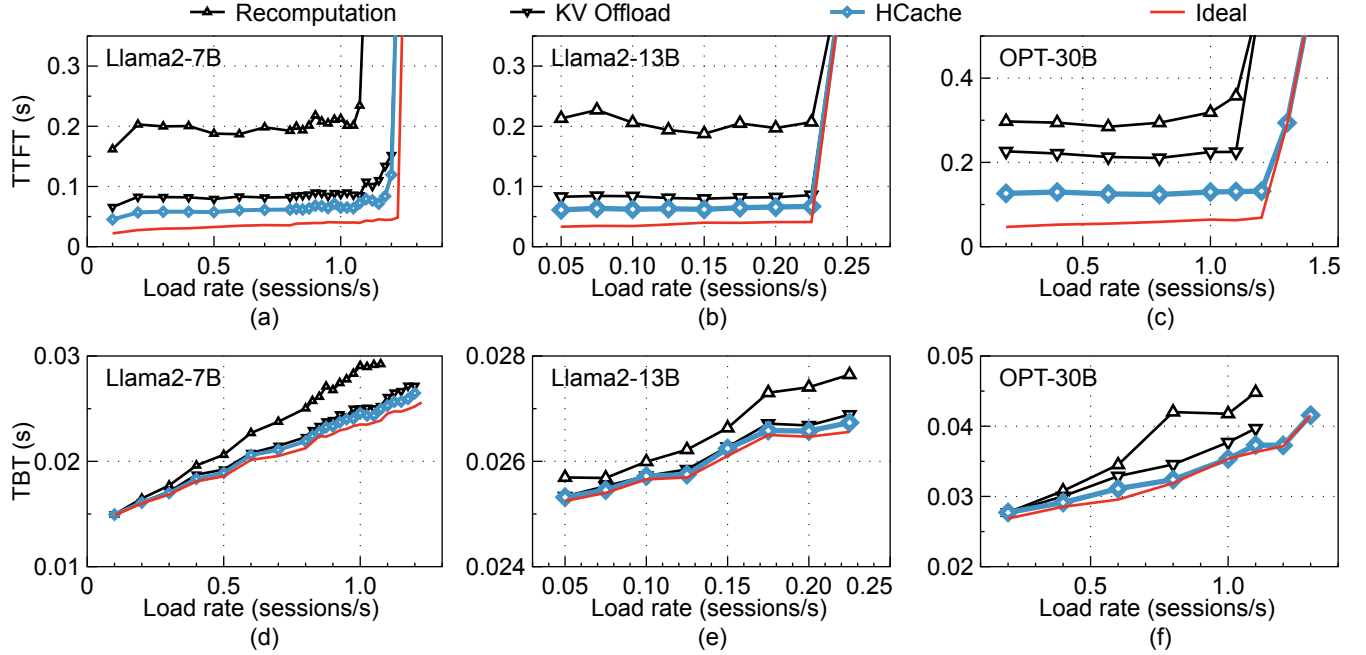 Recomputation KV Offload HCache Ideal
Llama2-7B Llama2-13B OPT-30B
TTFT (s)
0.3 0.3 0.4
0.2 0.2 0.2
0.1 0.1
0 0 0
0 0.5 1.0 0.05 0.10 0.15 0.20 0.25 0.5 1.0 1.5
Load rate (sessions/s) Load rate (sessions/s) Load rate (sessions/s)
(a) (b) (c)
0.03 0.028 0.05
Llama2-7B Llama2-13B OPT-30B
TBT (s)
0.04
0.02 0.026
0.03
0.01 0.024 0.02
0 0.5 1.0 0.05 0.10 0.15 0.20 0.25 0.5 1.0
Load rate (sessions/s) Load rate (sessions/s) Load rate (sessions/s)
(d) (e) (f)